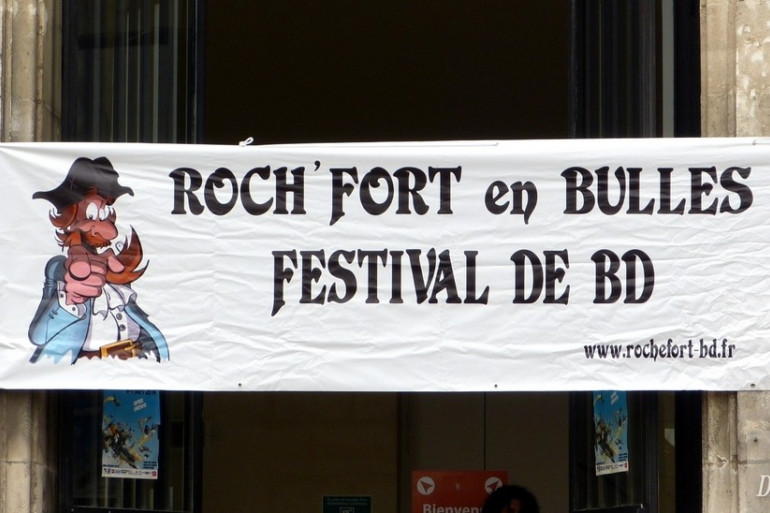 ROCH'FORT en BULLES
FESTIVAL DE BD
www.rochefort-bd.fr